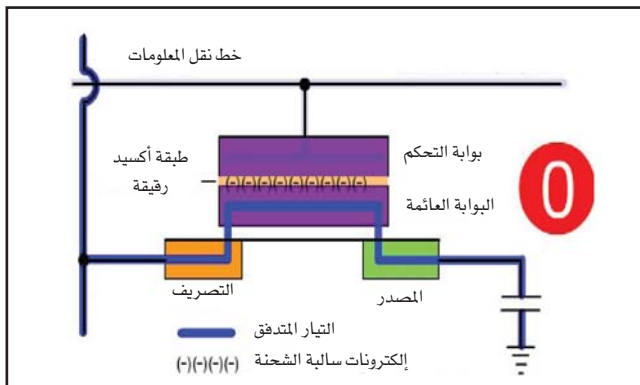 خط نقل المعلومات
بوابة التحكم
طبقة أكسيد
رقيقة
(-)(-)(-)(-)(-)(-)(-)(-)(-)
البوابة العائمة
0
التصريف
المصدر
التيار المتدفق
إلكترونات سالبة الشحنة
(-)(-)(-)(-)